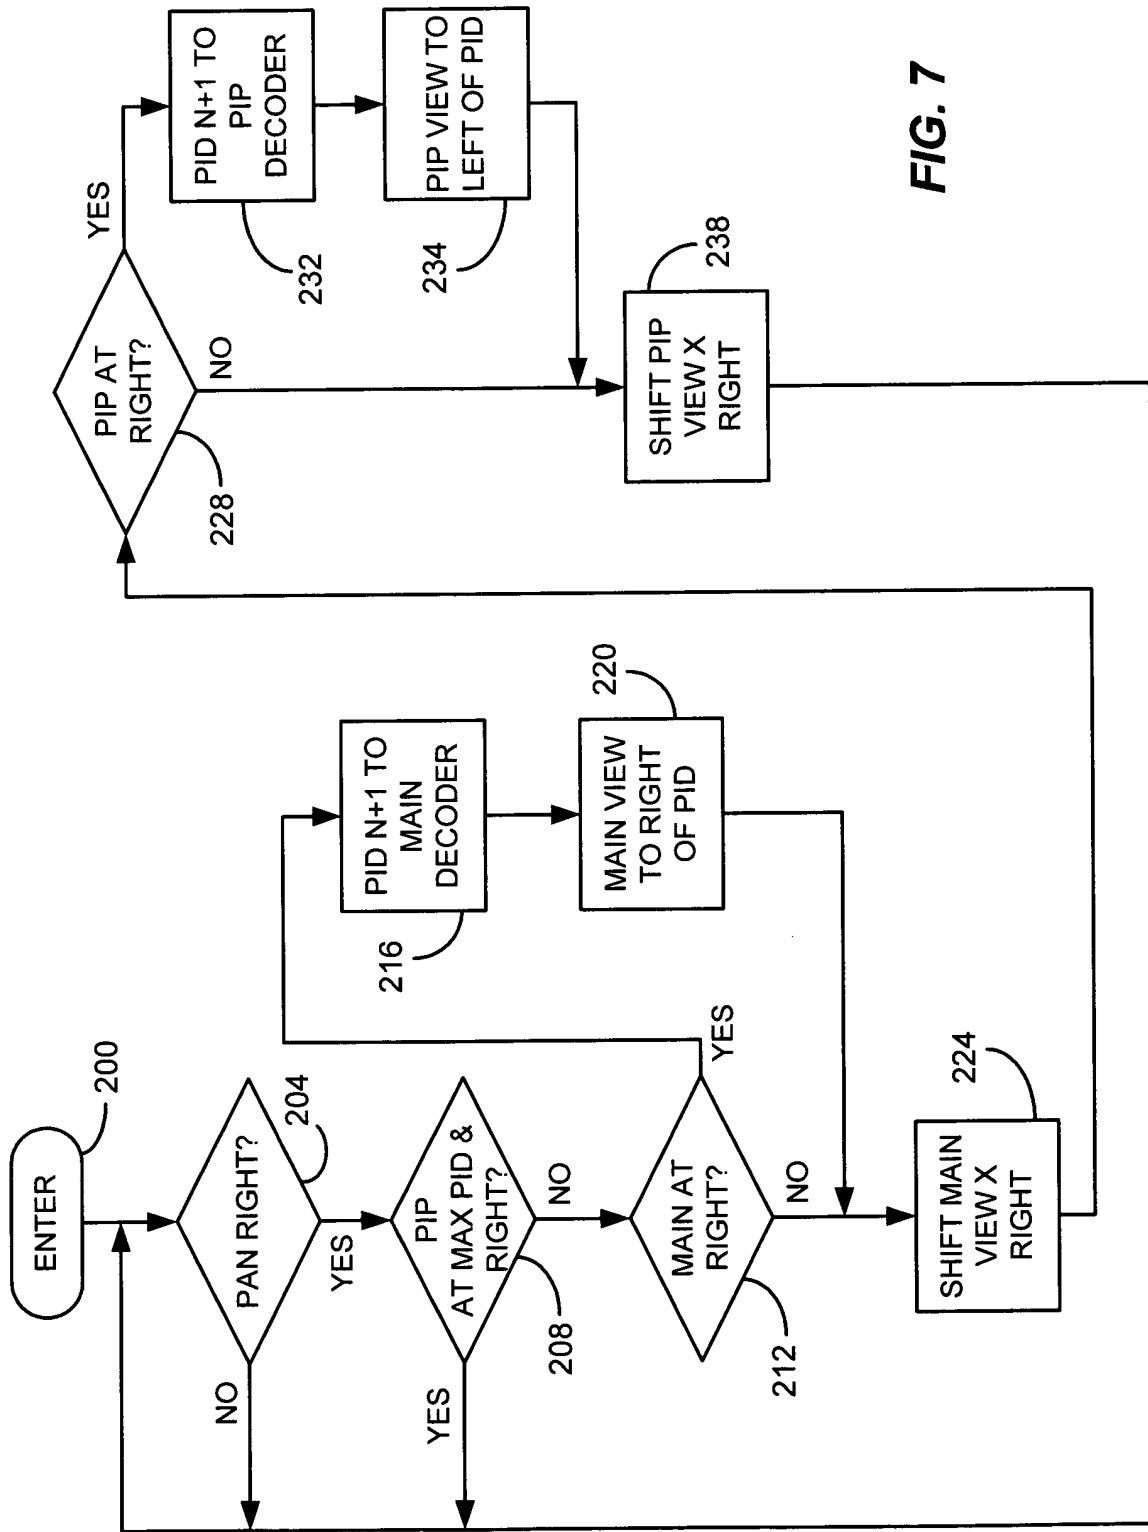 ENTER
200
PAN RIGHT?
204
NO
YES
PIP
AT MAX PID &
RIGHT?
208
YES
NO
MAIN AT
RIGHT?
212
YES
NO
PID N+1 TO
MAIN
DECODER
216
MAIN VIEW
TO RIGHT
OF PID
220
SHIFT MAIN
VIEW X
RIGHT
224
PIP AT
RIGHT?
228
YES
NO
PID N+1 TO
PIP
DECODER
232
PIP VIEW TO
LEFT OF PID
234
SHIFT PIP
VIEW X
RIGHT
238
FIG. 7